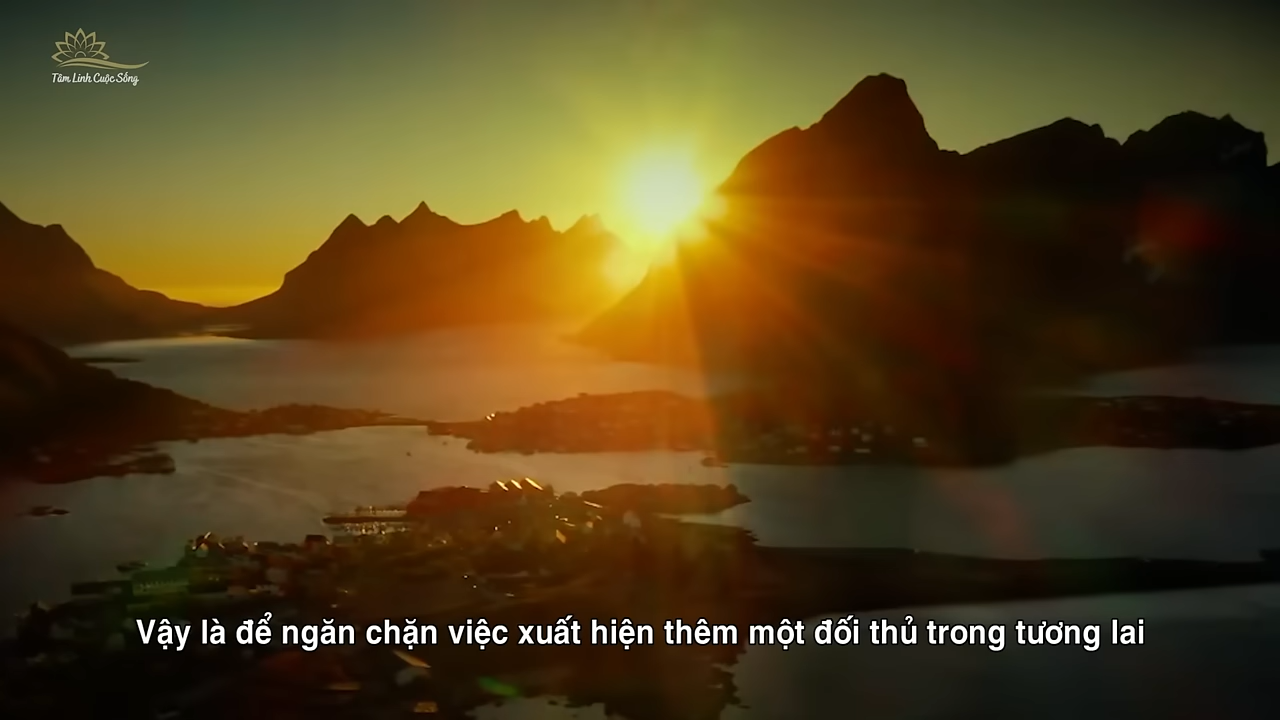 Tâm Linh Cuộc Sống
Vậy là để ngăn chặn việc xuất hiện thêm một đối thủ trong tương lai